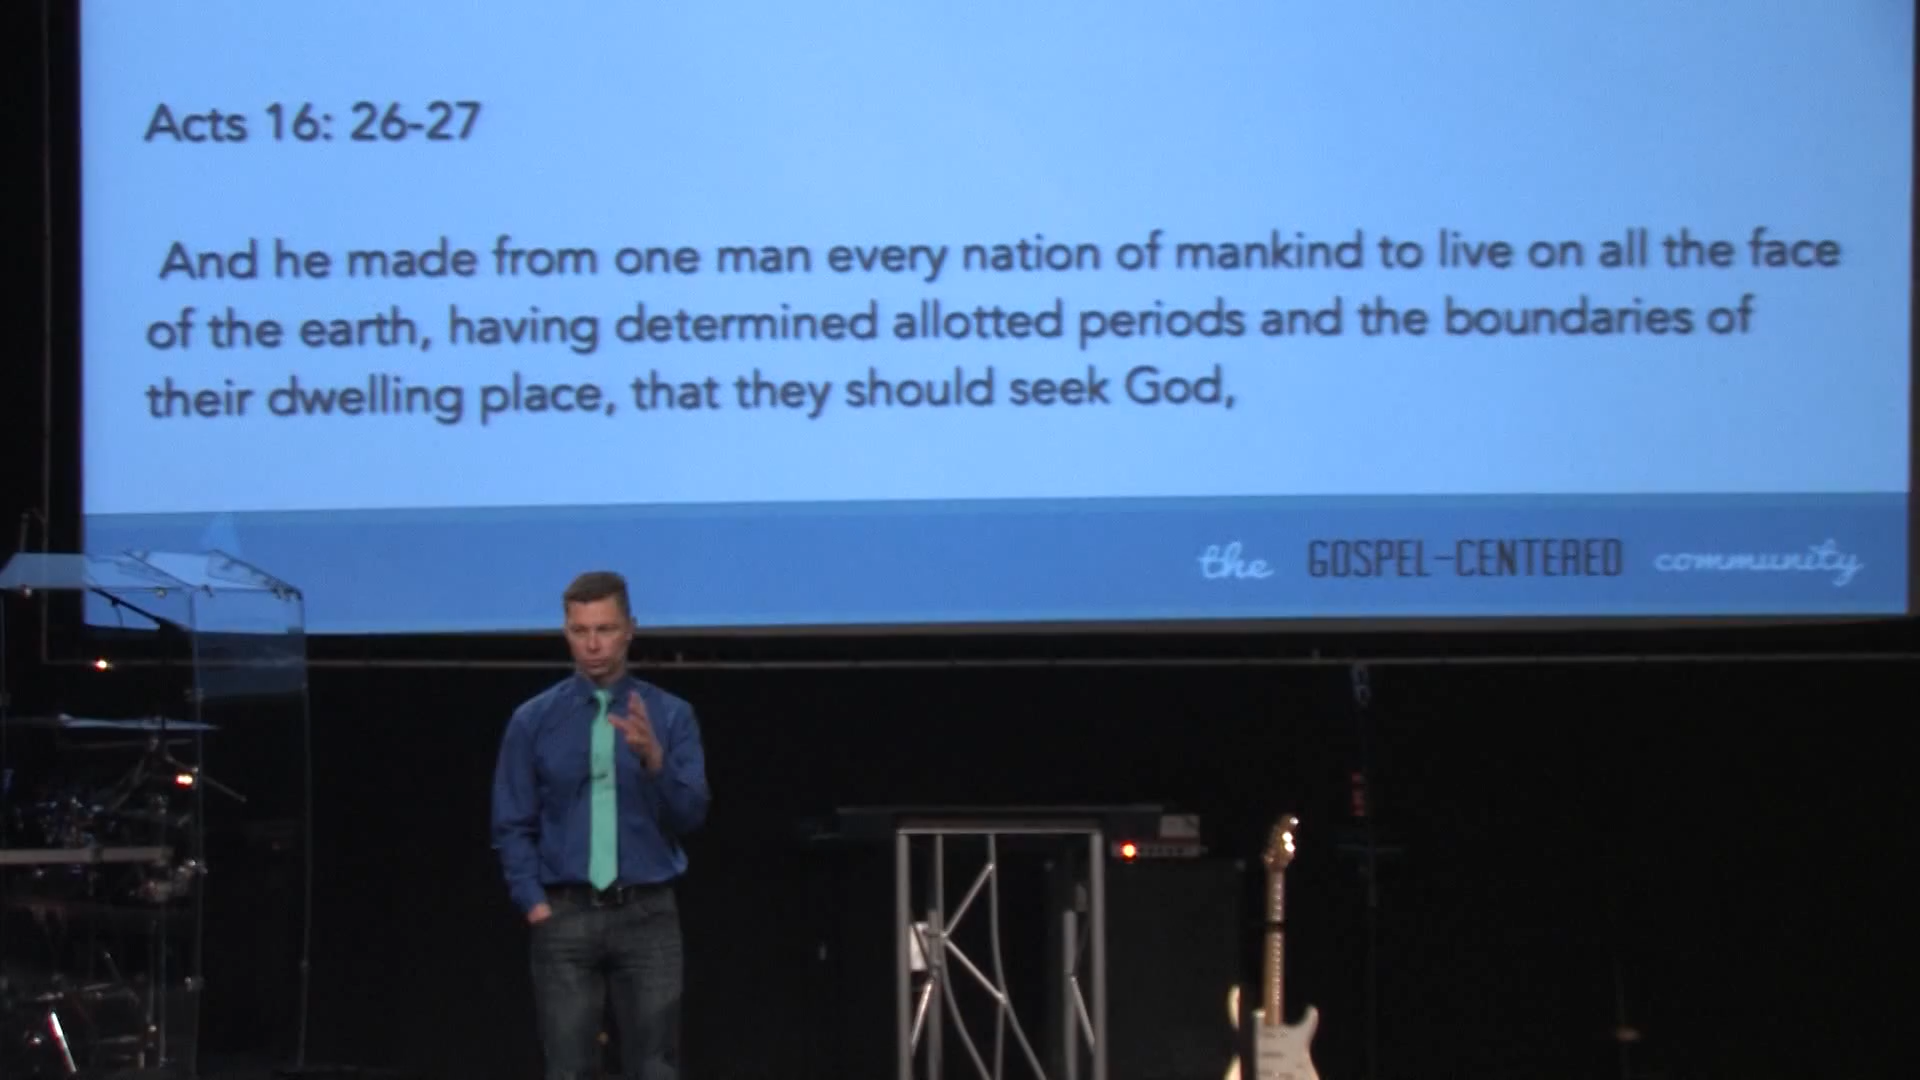 Acts 16: 26-27
And he made from one man every nation of mankind to live on all the face
of the earth, having determined allotted periods and the boundaries of
their dwelling place, that they should seek God,
the GOSPEL-CENTERED community